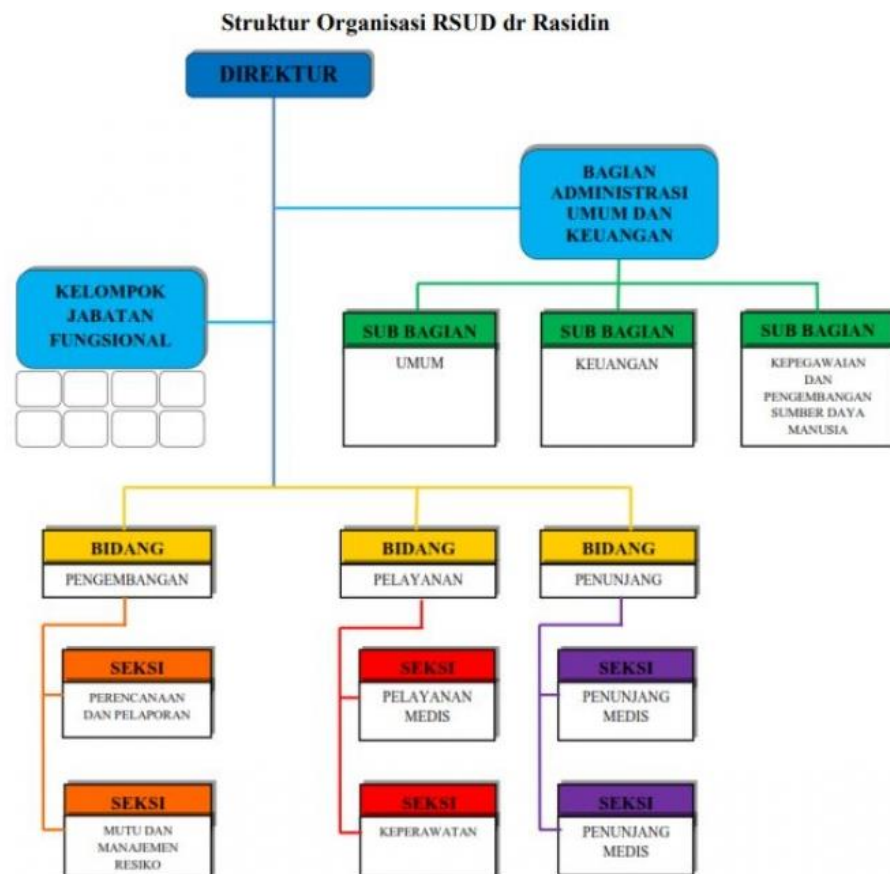 Struktur Organisasi RSUD dr Rasidin
DIREKTUR
BAGIAN
ADMINISTRASI
UMUM DAN
KEUANGAN
KELOMPOK
JABATAN
FUNGSIONAL
SUB BAGIAN
UMUM
SUB BAGIAN
KEUANGAN
SUB BAGIAN
KEPEGAWAIAN
DAN
PENGEMBANGAN
SUMBER DAYA
MANUSIA
BIDANG
PENGEMBANGAN
BIDANG
PELAYANAN
BIDANG
PENUNJANG
SEKSI
PERENCANAA
DAN PELAPORAN
SEKSI
PELAYANAN
MEDIS
SEKSI
PENUNJANG
MEDIS
SEKSI
MUTU DAN
MANAJEMEN
RESIKO
SEKSI
KEPERAWATAN
SEKSI
PENUNJANG
MEDIS